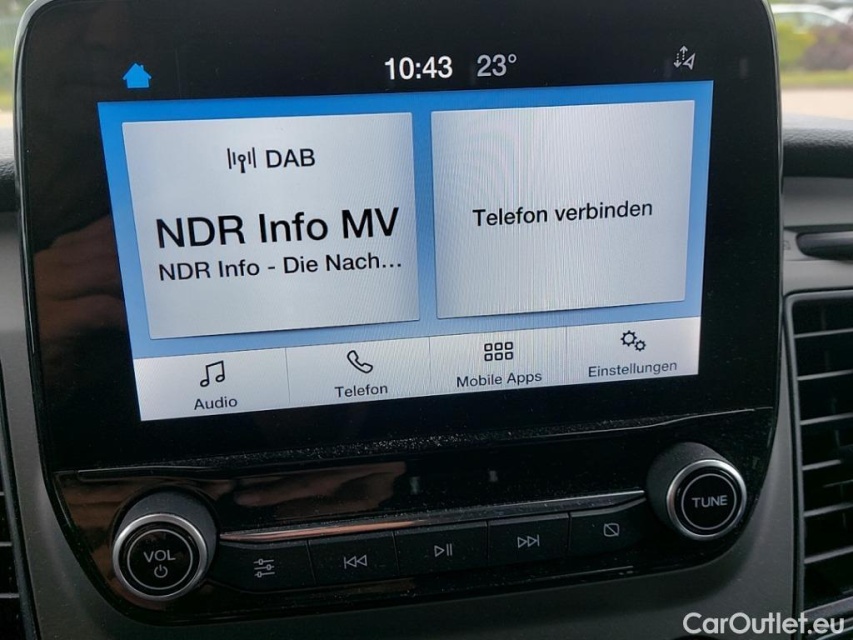 10:43 23°
DAB
NDR Info MV
NDR Info - Die Nach...
Telefon verbinden
Audio
Telefon
Mobile Apps
Einstellungen
VOL
TUNE
CarOutlet.eu